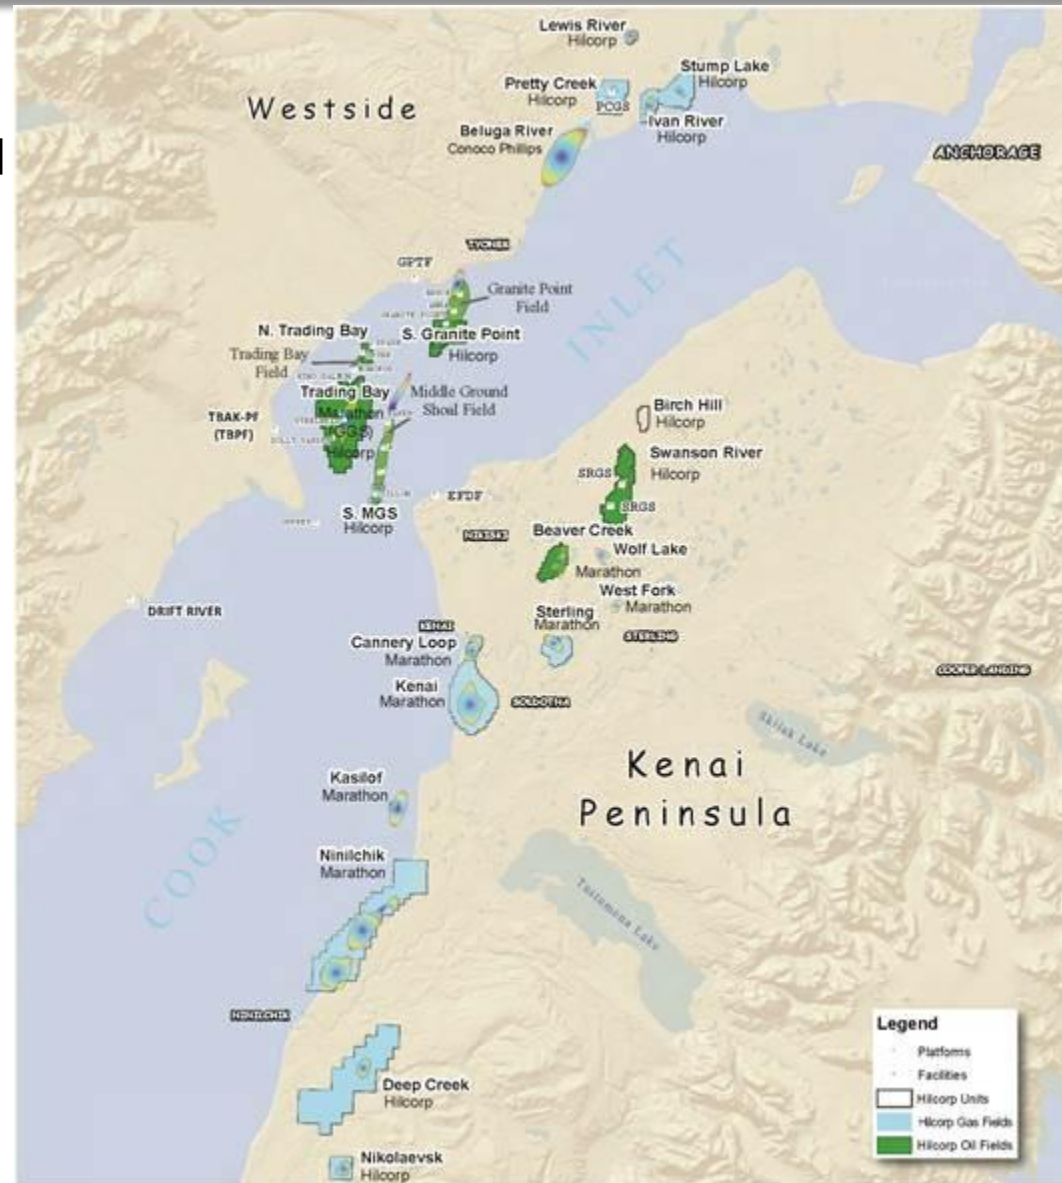 Lewis River
Hilcorp
Stump Lake
Hilcorp
Pretty Creek
Hilcorp
PCGS
Westside
Ivan River
Hilcorp
Beluga River
Conoco Phillips
ANCHORAGE
TYONEK
GPTF
Granite Point
Field
INLET
N. Trading Bay
S. Granite Point
Hilcorp
Trading Bay
Field
Trading Bay
Marathon
(GGS)
Hilcorp
Middle Ground
Shoal Field
TBAK-PF
(TBPF)
Birch Hill
Hilcorp
Swanson River
Hilcorp
SRGS
SRGS
EFDF
S. MGS
Hilcorp
NIKISKI
Beaver Creek
Marathon
Wolf Lake
West Fork
Marathon
DRIFT RIVER
Sterling
Marathon
STERLING
KENAI
Cannery Loop
Marathon
Kenai
Marathon
SOLDOTNA
COOPER LANDING
Skilak Lake
Kenai
Peninsula
Kasilof
Marathon
COOK
Ninilchik
Marathon
Tustumena Lake
NINILCHIK
Deep Creek
Hilcorp
Nikolaevsk
Hilcorp
Legend
Platforms
Facilities
Hilcorp Units
Hilcorp Gas Fields
Hilcorp Oil Fields